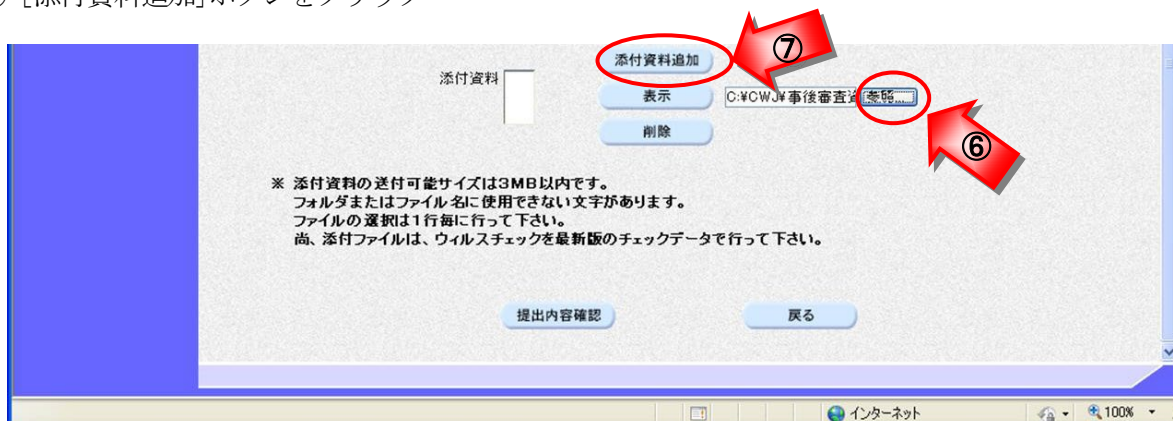 [添付資料追加]ボタンをクリック
⑦
添付資料追加
添付資料
表示
C:¥CWJ¥事後審査
参照...
⑥
削除
※ 添付資料の送付可能サイズは3MB以内です。
フォルダまたはファイル名に使用できない文字があります。
ファイルの選択は1行毎に行って下さい。
尚、添付ファイルは、ウィルスチェックを最新版のチェックデータで行って下さい。
提出内容確認
戻る
インターネット
100%